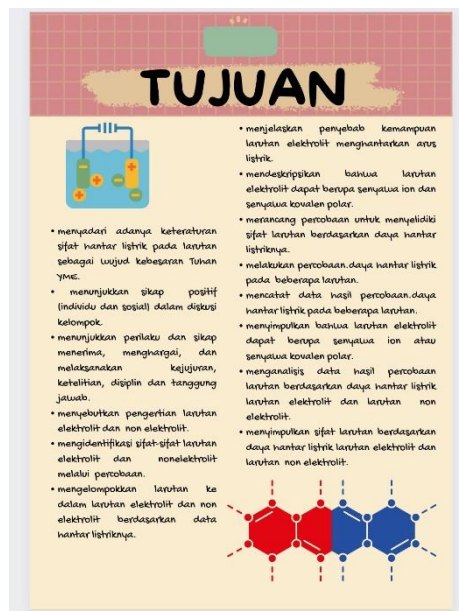 TUJUAN
• menyadari adanya keteraturan
sifat hantar listrik pada larutan
sebagai wujud kebesaran Tuhan
YME.
• menunjukkan sikap positif
(individu dan sosial) dalam diskusi
kelompok.
• menunjukkan perilaku dan sikap
menerima, menghargai, dan
melaksanakan kejujuran,
ketelitian, disiplin dan tanggung
jawab.
• menyebutkan pengertian larutan
elektrolit dan non elektrolit.
• mengidentifikasi sifat-sifat larutan
elektrolit dan nonelektrolit
melalui percobaan.
• mengelompokkan larutan ke
dalam larutan elektrolit dan non
elektrolit berdasarkan data
hantar listriknya.
• menjelaskan penyebab kemampuan
larutan elektrolit menghantarkan arus
listrik.
• mendeskripsikan bahwa larutan
elektrolit dapat berupa senyawa ion dan
senyawa kovalen polar.
• merancang percobaan untuk menyelidiki
sifat larutan berdasarkan daya hantar
listriknya.
• melakukan percobaan.daya hantar listrik
pada beberapa larutan.
• mencatat data hasil percobaan.daya
hantar listrik pada beberapa larutan.
• menyimpulkan bahwa larutan elektrolit
dapat berupa senyawa ion atau
senyawa kovalen polar.
• menganalisis data hasil percobaan
larutan berdasarkan daya hantar listrik
larutan elektrolit dan larutan non
elektrolit.
• menyimpulkan sifat larutan berdasarkan
daya hantar listrik larutan elektrolit dan
larutan non elektrolit.